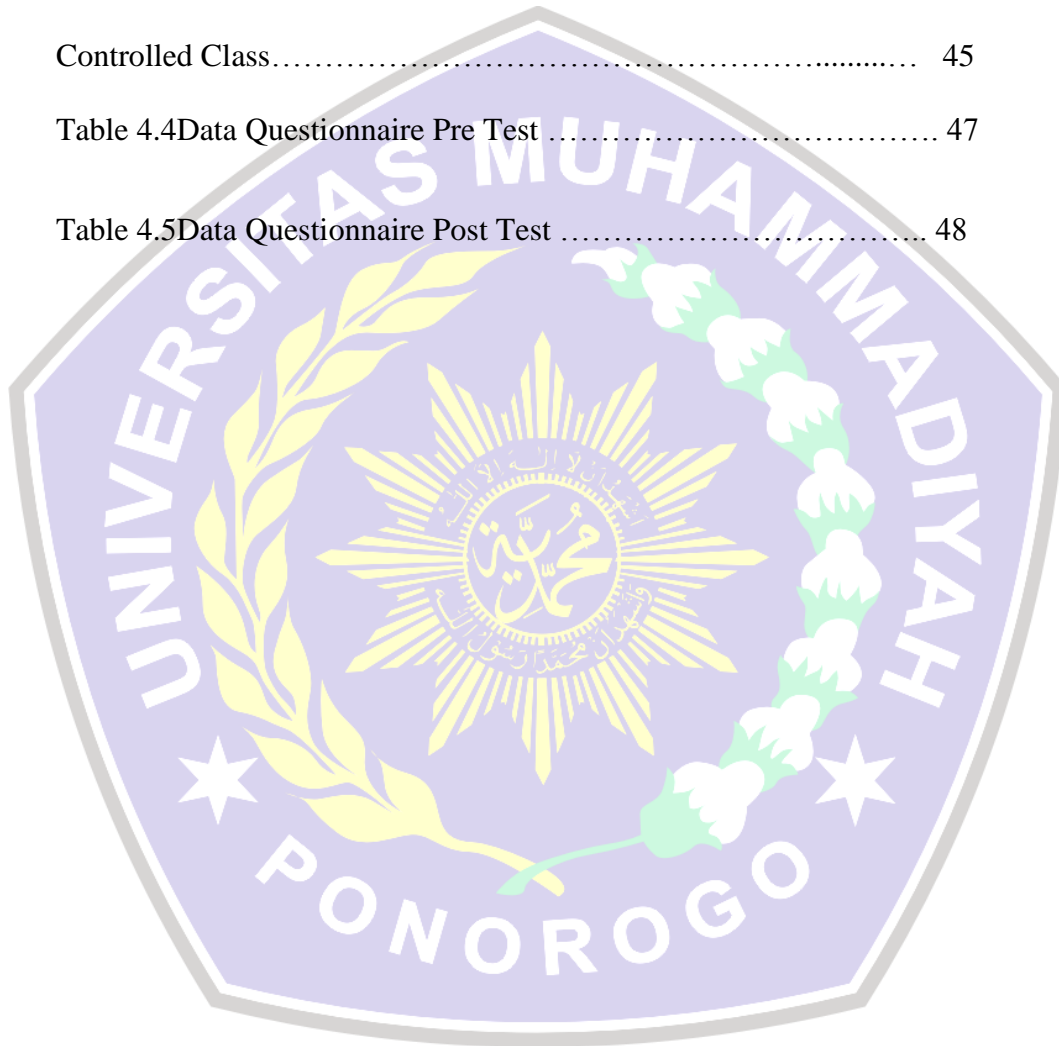 Controlled Class……………………………………………….........… 45
Table 4.4Data Questionnaire Pre Test ………………………………. 47
Table 4.5Data Questionnaire Post Test …………………………….. 48
UNIVERSITAS MUHAMMADIYAH
محمدية
PONOROGO